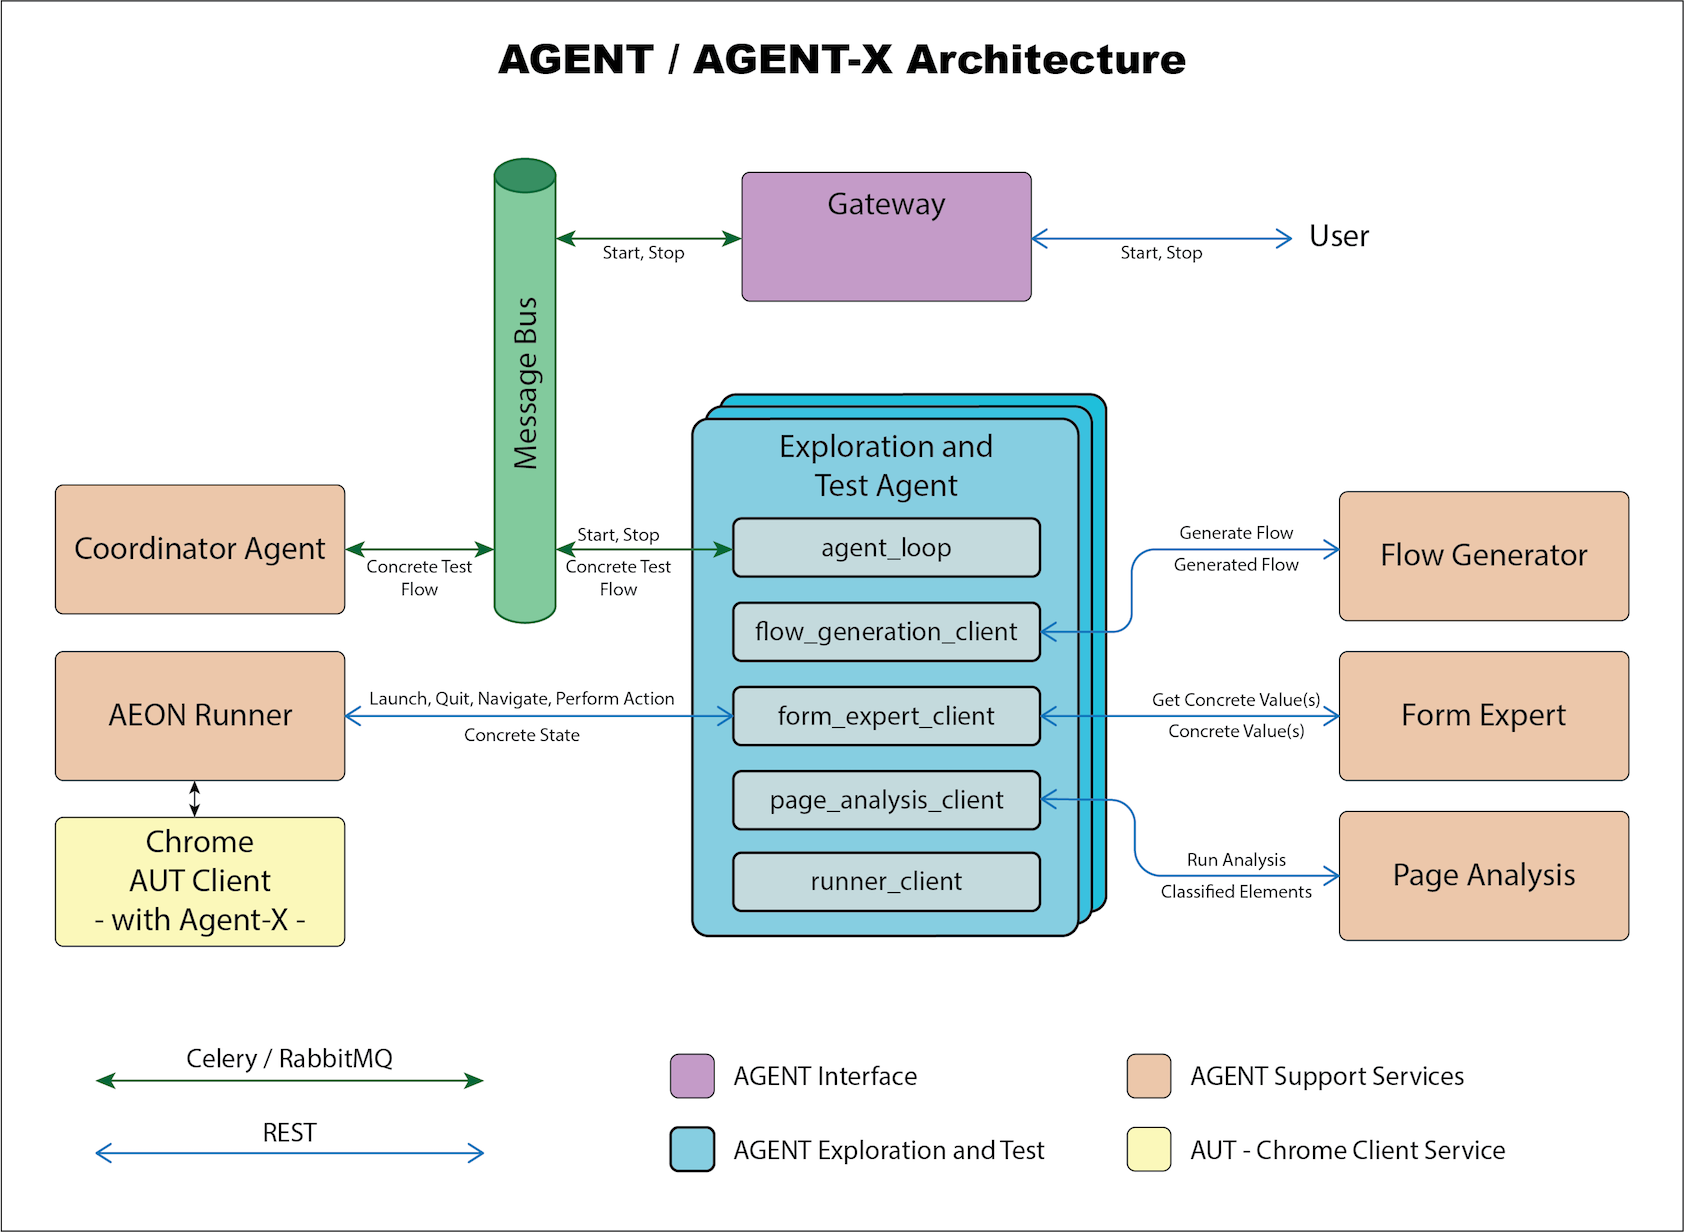 AGENT / AGENT-X Architecture
Gateway
Start, Stop
Start, Stop
User
Message Bus
Exploration and
Test Agent
Coordinator Agent
Concrete Test
Flow
Start, Stop
Concrete Test
Flow
agent_loop
Generate Flow
Generated Flow
Flow Generator
flow_generation_client
AEON Runner
Launch, Quit, Navigate, Perform Action
Concrete State
form_expert_client
Get Concrete Value(s)
Concrete Value(s)
Form Expert
page_analysis_client
Chrome
AUT Client
- with Agent-X -
runner_client
Run Analysis
Classified Elements
Page Analysis
Celery / RabbitMQ
REST
AGENT Interface
AGENT Support Services
AGENT Exploration and Test
AUT - Chrome Client Service